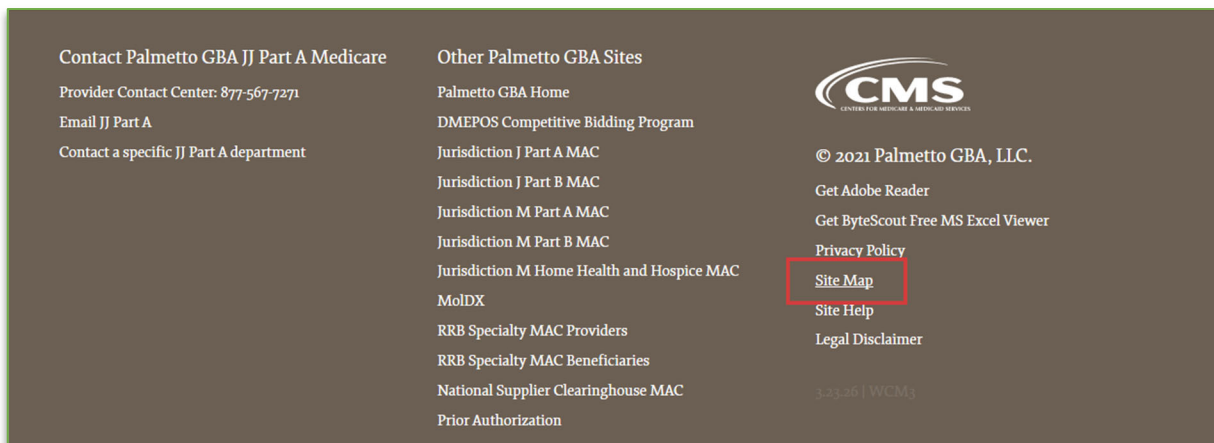 Contact Palmetto GBA JJ Part A Medicare
Provider Contact Center: 877-567-7271
Email JJ Part A
Contact a specific JJ Part A department
Other Palmetto GBA Sites
Palmetto GBA Home
DMEPOS Competitive Bidding Program
Jurisdiction J Part A MAC
Jurisdiction J Part B MAC
Jurisdiction M Part A MAC
Jurisdiction M Part B MAC
Jurisdiction M Home Health and Hospice MAC
MolDX
RRB Specialty MAC Providers
RRB Specialty MAC Beneficiaries
National Supplier Clearinghouse MAC
Prior Authorization
CMS
CENTERS FOR MEDICARE & MEDICAID SERVICES
© 2021 Palmetto GBA, LLC.
Get Adobe Reader
Get ByteScout Free MS Excel Viewer
Privacy Policy
Site Map
Site Help
Legal Disclaimer
3.23.26 | WCM3